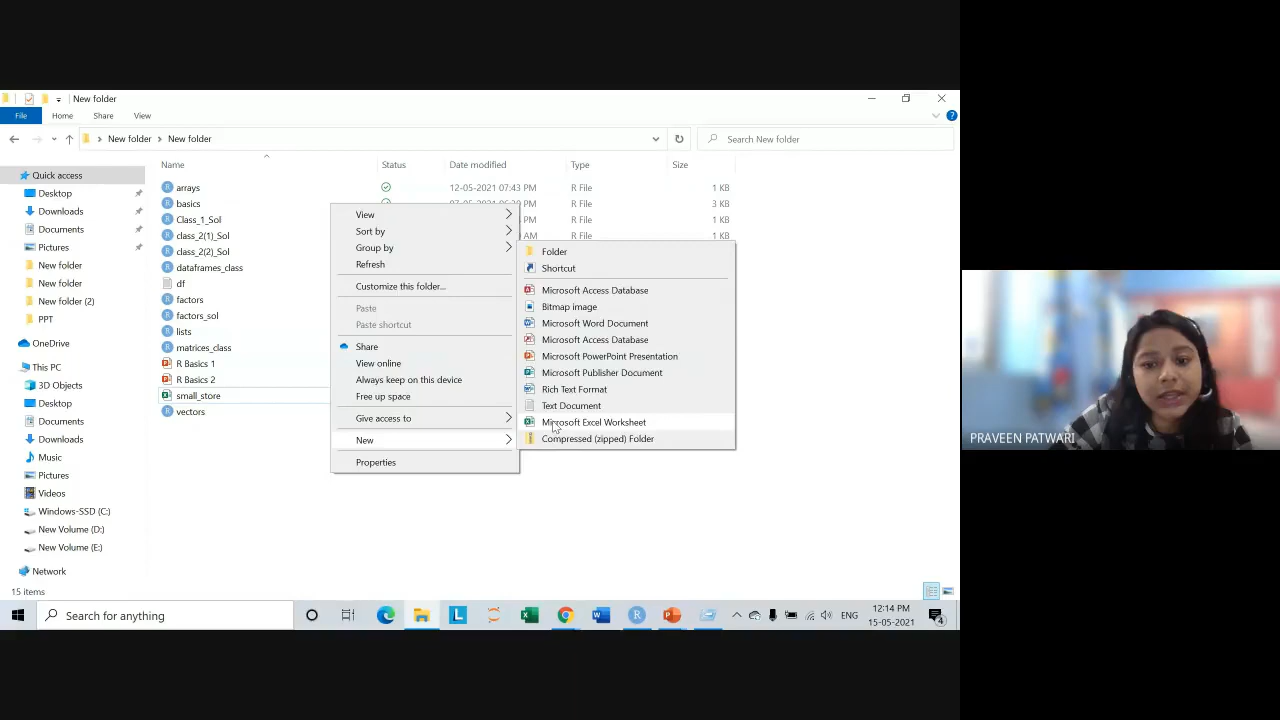 New folder
File Home Share View
New folder > New folder
Search New folder
Name Status Date modified Type Size
Quick access
Desktop
Downloads
Documents
Pictures
New folder
New folder
New folder (2)
PPT
OneDrive
This PC
3D Objects
Desktop
Documents
Downloads
Music
Pictures
Videos
Windows-SSD (C:)
New Volume (D:)
New Volume (E:)
Network
arrays 12-05-2021 07:43 PM R File 1 KB
basics R File 3 KB
Class_1_Sol PM R File 1 KB
class_2(1)_Sol AM R File 1 KB
class_2(2)_Sol
dataframes_class
df
factors
factors_sol
lists
matrices_class
R Basics 1
R Basics 2
small_store
vectors
View
Sort by
Group by
Refresh
Customize this folder...
Paste
Paste shortcut
Share
View online
Always keep on this device
Free up space
Give access to
New
Properties
Folder
Shortcut
Microsoft Access Database
Bitmap image
Microsoft Word Document
Microsoft Access Database
Microsoft PowerPoint Presentation
Microsoft Publisher Document
Rich Text Format
Text Document
Microsoft Excel Worksheet
Compressed (zipped) Folder
15 items
Search for anything
ENG
12:14 PM
15-05-2021
4
PRAVEEN PATWARI